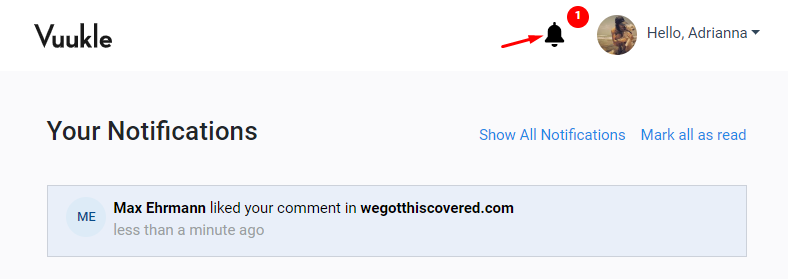 Vuukle
1
Hello, Adrianna
Your Notifications
Show All Notifications Mark all as read
ME
Max Ehrmann liked your comment in wegotthiscovered.com
less than a minute ago